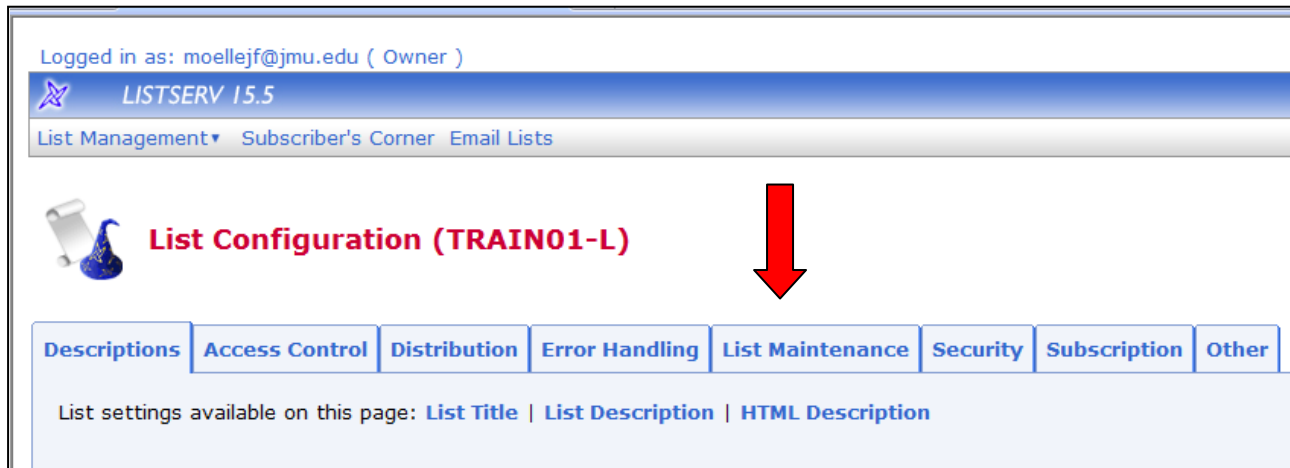 Logged in as: moellejf@jmu.edu ( Owner )
LISTSERV 15.5
List Management▾ Subscriber's Corner Email Lists
List Configuration (TRAIN01-L)
Descriptions Access Control Distribution Error Handling List Maintenance Security Subscription Other
List settings available on this page: List Title | List Description | HTML Description